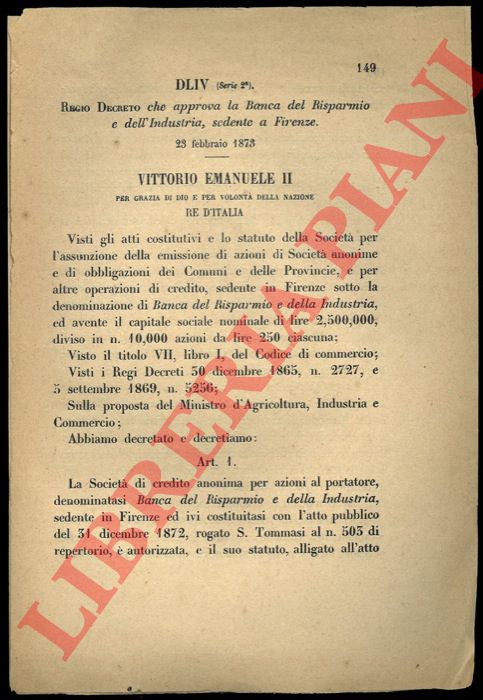 149
DLIV (Serie 2ª).
REGIO DECRETO che approva la Banca del Risparmio
e dell'Industria, sedente a Firenze.
23 febbraio 1873
VITTORIO EMANUELE II
PER GRAZIA DI DIO E PER VOLONTÀ DELLA NAZIONE
RE D'ITALIA
Visti gli atti costitutivi e lo statuto della Società per
l'assunzione della emissione di azioni di Società anonime
e di obbligazioni dei Comuni e delle Provincie, e per
altre operazioni di credito, sedente in Firenze sotto la
denominazione di Banca del Risparmio e della Industria,
ed avente il capitale sociale nominale di lire 2,500,000,
diviso in n. 10,000 azioni da lire 250 ciascuna;
Visto il titolo VII, libro I, del Codice di commercio;
Visti i Regi Decreti 30 dicembre 1865, n. 2727, e
5 settembre 1869, n. 5256;
Sulla proposta del Ministro d'Agricoltura, Industria e
Commercio;
Abbiamo decretato e decretiamo:
Art. 1.
La Società di credito anonima per azioni al portatore,
denominatasi Banca del Risparmio e della Industria,
sedente in Firenze ed ivi costituitasi con l'atto pubblico
del 31 dicembre 1872, rogato S. Tommasi al n. 503 di
repertorio, è autorizzata, e il suo statuto, alligato all'atto
LIBRERIA PIANI